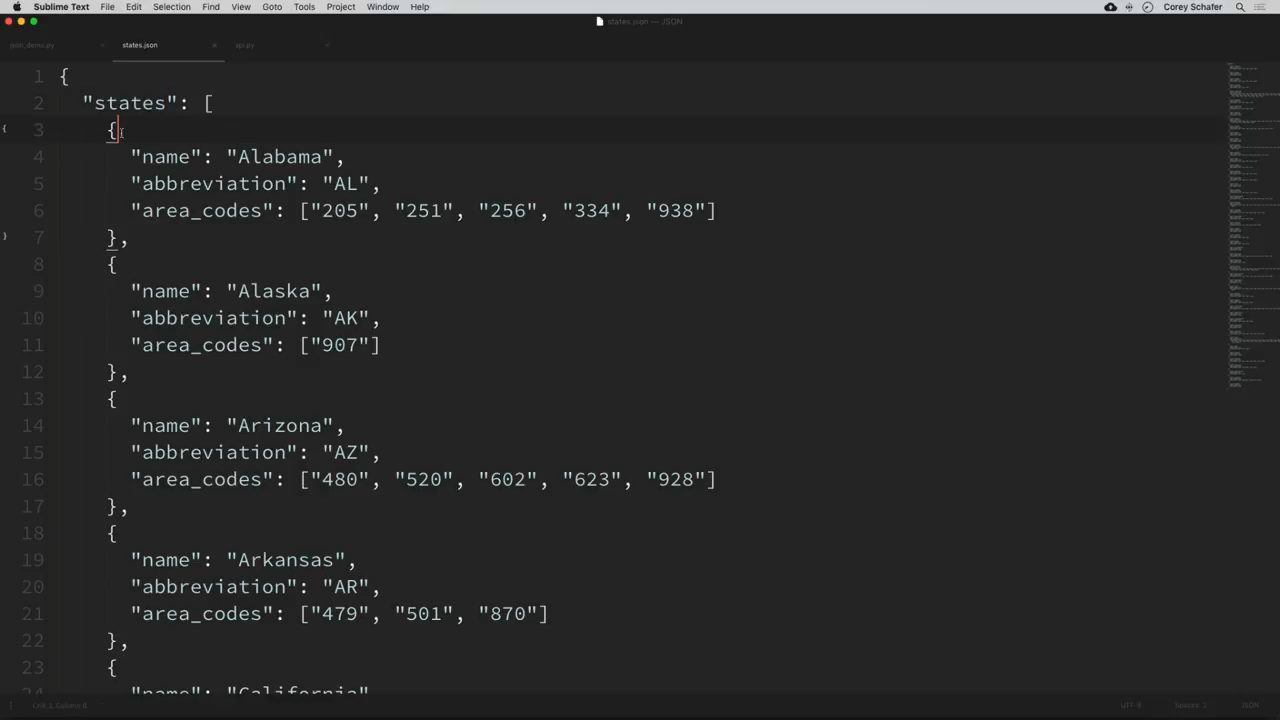 Sublime Text File Edit Selection Find View Goto Tools Project Window Help Corey Schafer
states.json — JSON
json_demo.py states.json api.py
1 {
2 "states": [
3 {
4 "name": "Alabama",
5 "abbreviation": "AL",
6 "area_codes": ["205", "251", "256", "334", "938"]
7 },
8 {
9 "name": "Alaska",
10 "abbreviation": "AK",
11 "area_codes": ["907"]
12 },
13 {
14 "name": "Arizona",
15 "abbreviation": "AZ",
16 "area_codes": ["480", "520", "602", "623", "928"]
17 },
18 {
19 "name": "Arkansas",
20 "abbreviation": "AR",
21 "area_codes": ["479", "501", "870"]
22 },
23 {
24 "name": "California"
Line 3, Column 6 UTF-8 Spaces: 2 JSON